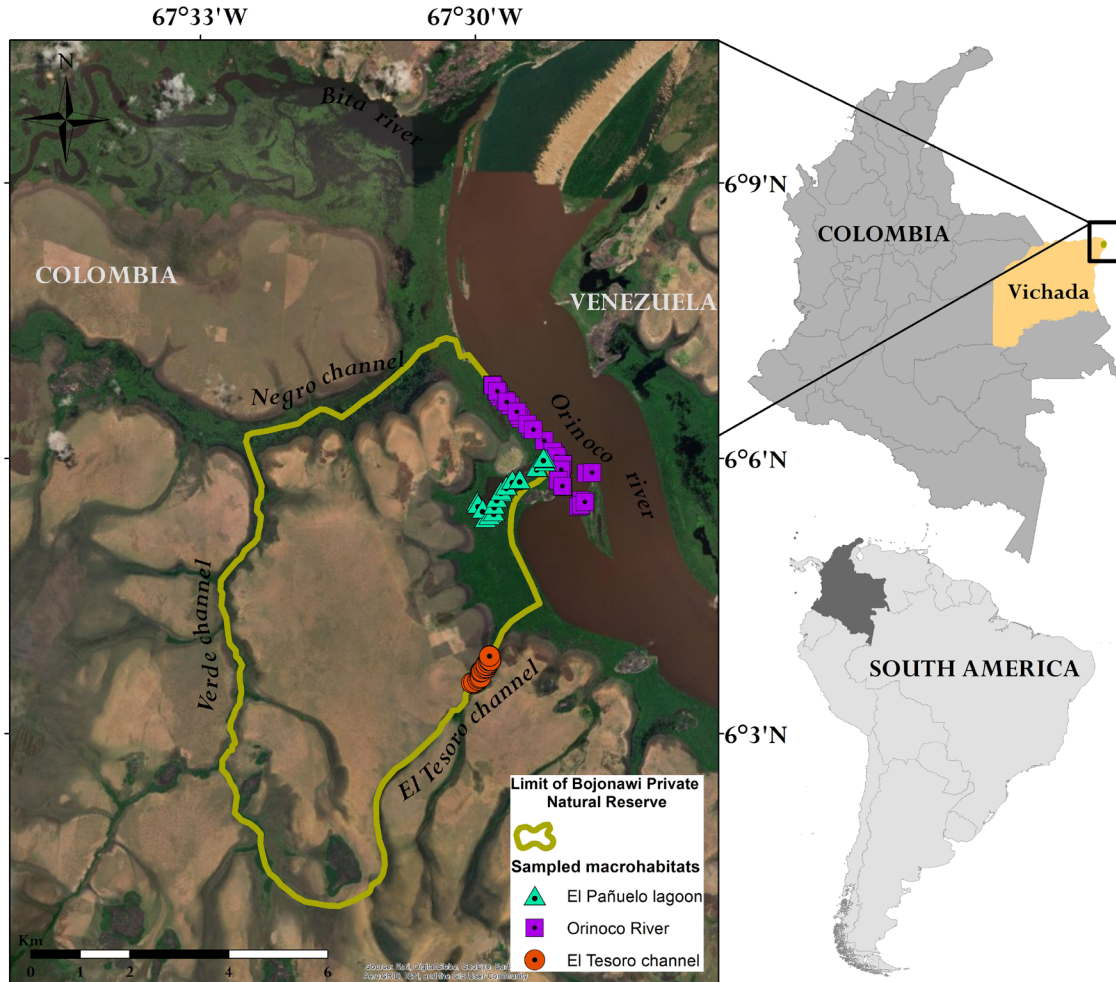 67°33'W
67°30'W
N
Bita river
6°9'N
COLOMBIA
COLOMBIA
VENEZUELA
Vichada
Negro channel
Orinoco
river
6°6'N
Verde channel
SOUTH AMERICA
El Tesoro channel
6°3'N
Limit of Bojonawi Private
Natural Reserve
Sampled macrohabitats
El Pañuelo lagoon
Orinoco River
El Tesoro channel
Km
0 1 2 4 6